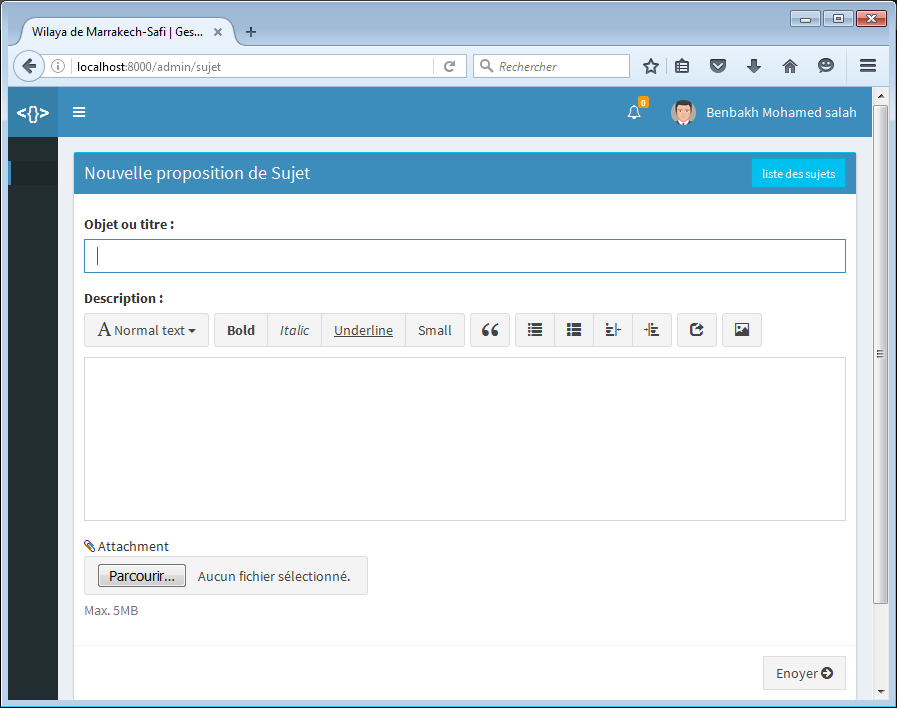 Wilaya de Marrakech-Safi | Ges...
localhost:8000/admin/sujet
Rechercher
<{}>
0
Benbakh Mohamed salah
Nouvelle proposition de Sujet
liste des sujets
Objet ou titre :
Description :
A Normal text Bold Italic Underline Small
Attachment
Parcourir... Aucun fichier sélectionné.
Max. 5MB
Enoyer